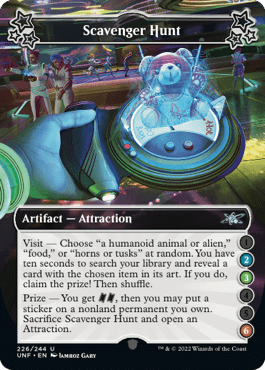 Scavenger Hunt
Artifact — Attraction
Visit — Choose “a humanoid animal or alien,”
“food,” or “horns or tusks” at random. You have
ten seconds to search your library and reveal a
card with the chosen item in its art. If you do,
claim the prize! Then shuffle.
Prize — You get , then you may put a
sticker on a nonland permanent you own.
Sacrifice Scavenger Hunt and open an
Attraction.
1
2
3
4
5
6
226/244 U
UNF • EN Iamroz Gary
™ & © 2022 Wizards of the Coast